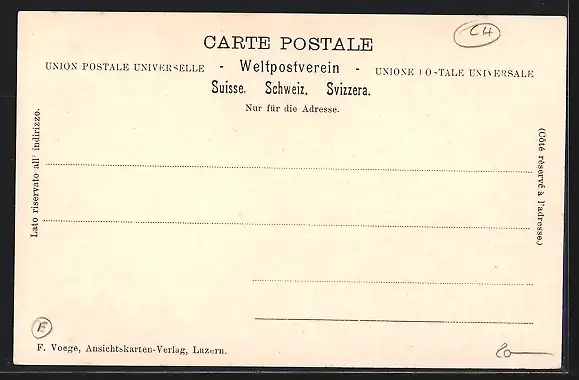 CH
CARTE POSTALE
UNION POSTALE UNIVERSELLE - Weltpostverein - UNIONE POSTALE UNIVERSALE
Suisse. Schweiz. Svizzera.
Nur für die Adresse.
Lato riservato all' indirizzo.
(Côté réservé à l'adresse.)
E
F. Voege, Ansichtskarten-Verlag, Luzern.